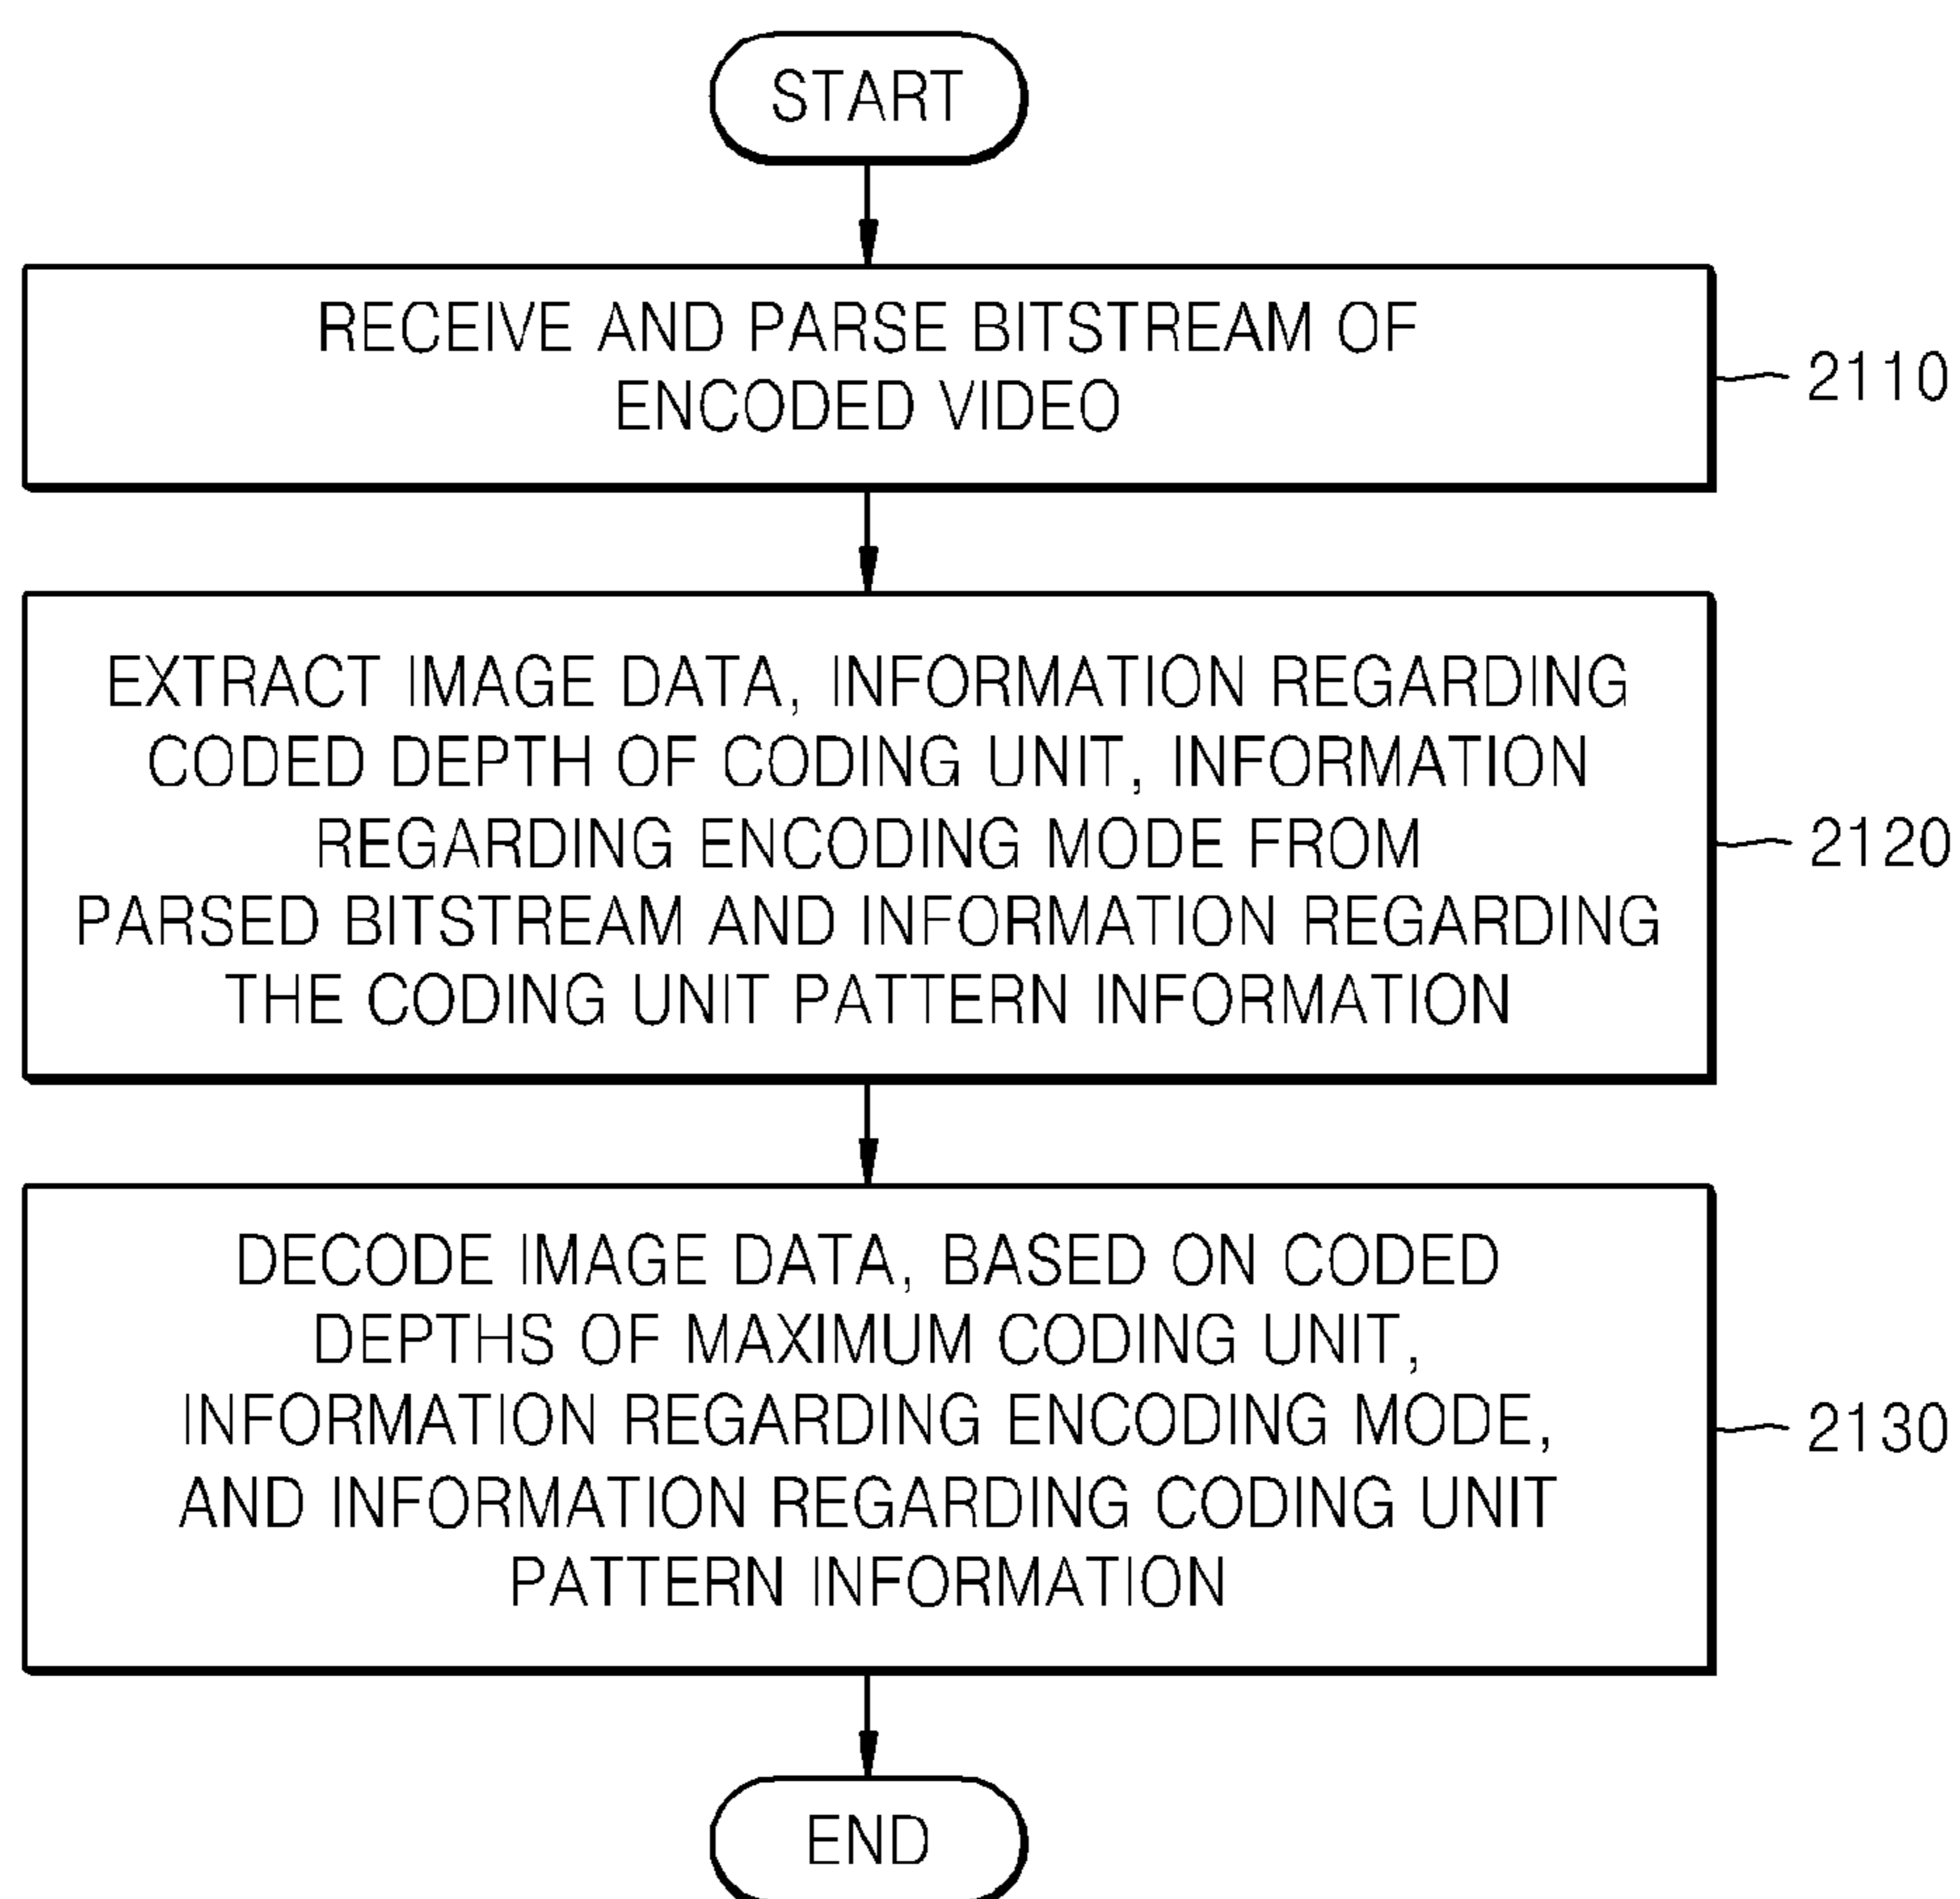 START
RECEIVE AND PARSE BITSTREAM OF
ENCODED VIDEO
2110
EXTRACT IMAGE DATA, INFORMATION REGARDING
CODED DEPTH OF CODING UNIT, INFORMATION
REGARDING ENCODING MODE FROM
PARSED BITSTREAM AND INFORMATION REGARDING
THE CODING UNIT PATTERN INFORMATION
2120
DECODE IMAGE DATA, BASED ON CODED
DEPTHS OF MAXIMUM CODING UNIT,
INFORMATION REGARDING ENCODING MODE,
AND INFORMATION REGARDING CODING UNIT
PATTERN INFORMATION
2130
END